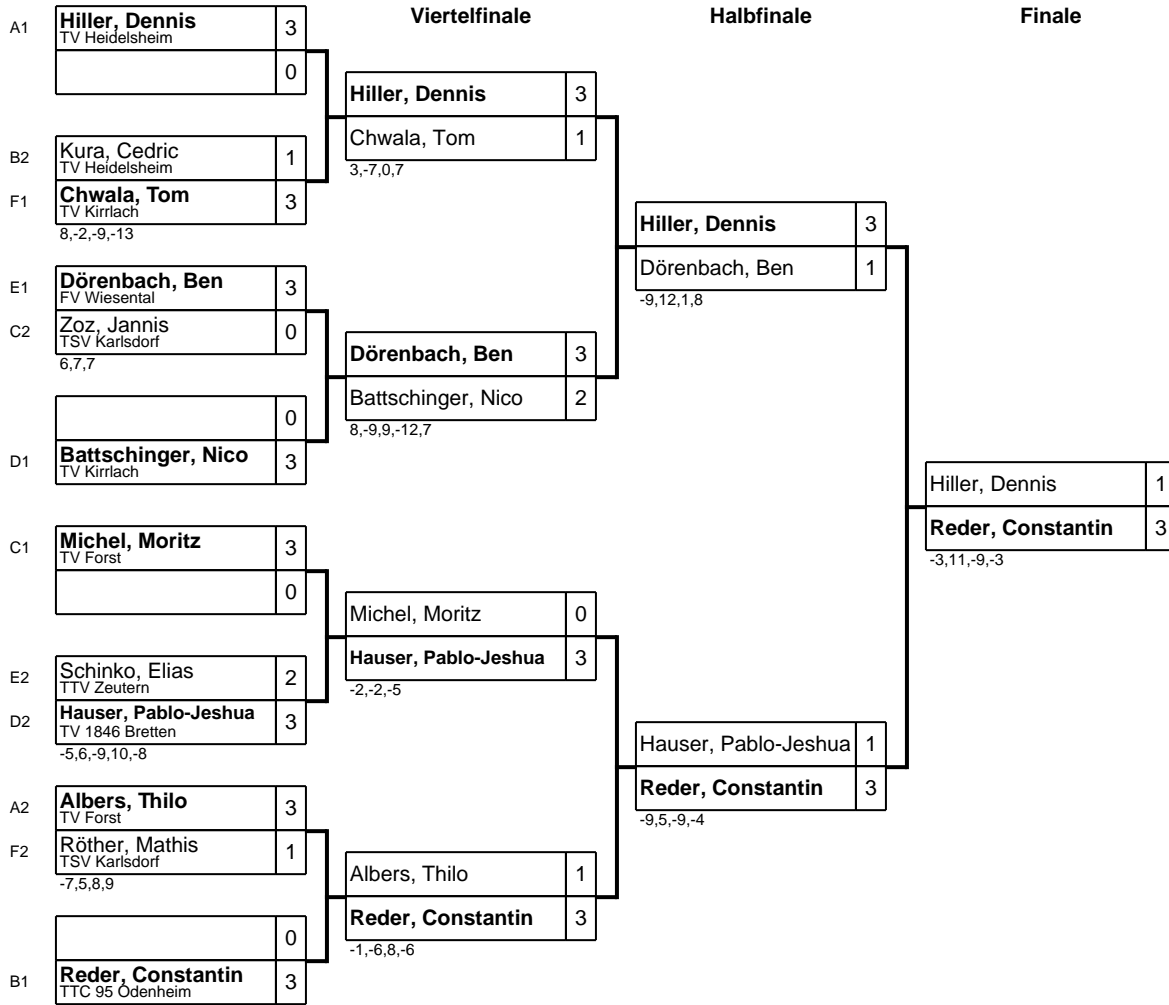 Viertelfinale
Halbfinale
Finale
A1
Hiller, Dennis 3
TV Heidelsheim
0
B2
Kura, Cedric 1
TV Heidelsheim
F1
Chwala, Tom 3
TV Kirrlach
8,-2,-9,-13
E1
Dörenbach, Ben 3
FV Wiesental
C2
Zoz, Jannis 0
TSV Karlsdorf
6,7,7
0
D1
Battschinger, Nico 3
TV Kirrlach
C1
Michel, Moritz 3
TV Forst
0
E2
Schinko, Elias 2
TTV Zeutern
D2
Hauser, Pablo-Jeshua 3
TV 1846 Bretten
-5,6,-9,10,-8
A2
Albers, Thilo 3
TV Forst
F2
Röther, Mathis 1
TSV Karlsdorf
-7,5,8,9
0
B1
Reder, Constantin 3
TTC 95 Odenheim
Hiller, Dennis 3
Chwala, Tom 1
3,-7,0,7
Dörenbach, Ben 3
Battschinger, Nico 2
8,-9,9,-12,7
Michel, Moritz 0
Hauser, Pablo-Jeshua 3
-2,-2,-5
Albers, Thilo 1
Reder, Constantin 3
-1,-6,8,-6
Hiller, Dennis 3
Dörenbach, Ben 1
-9,12,1,8
Hauser, Pablo-Jeshua 1
Reder, Constantin 3
-9,5,-9,-4
Hiller, Dennis 1
Reder, Constantin 3
-3,11,-9,-3